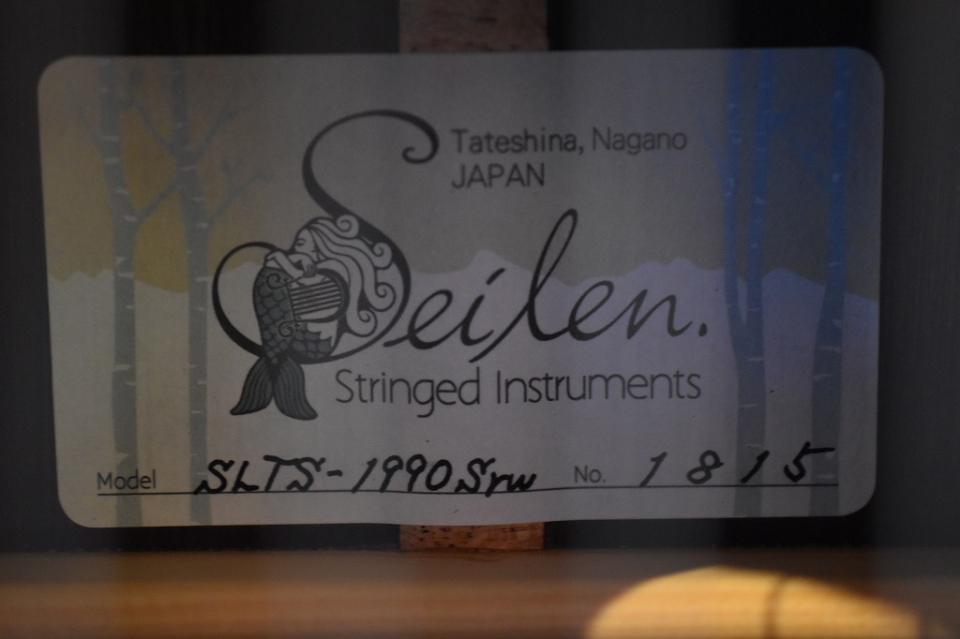 Tateshina, Nagano
JAPAN
Seilen.
Stringed Instruments
Model SLTS-1990Srw No. 1815